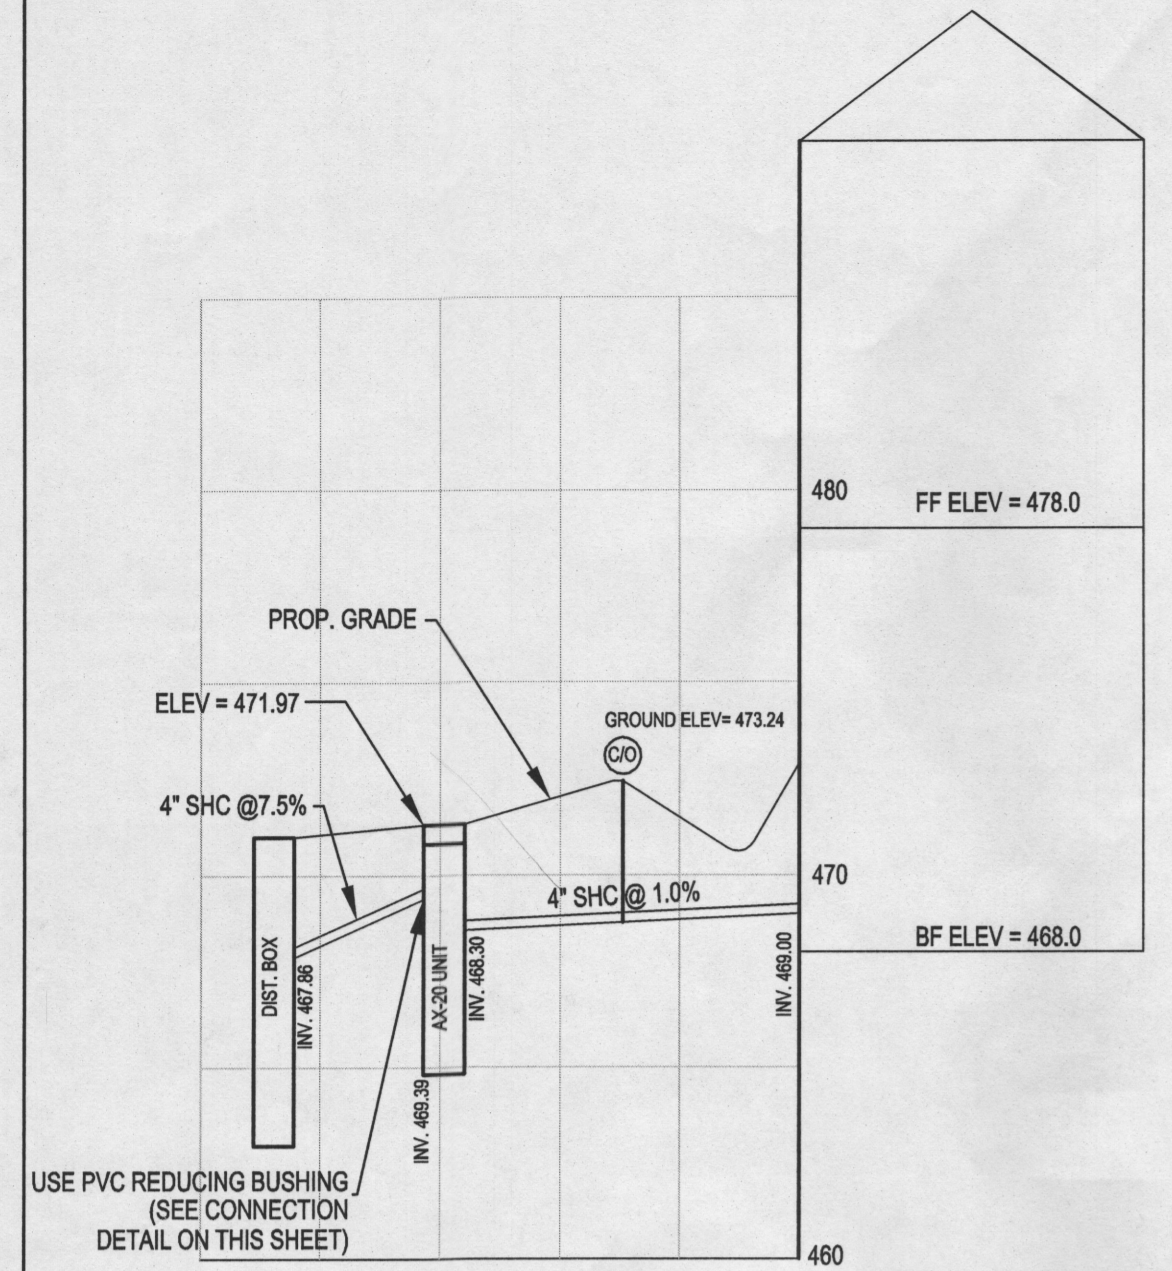 480
FF ELEV = 478.0
PROP. GRADE
ELEV = 471.97
GROUND ELEV= 473.24
C/O
4" SHC @7.5%
470
4" SHC @ 1.0%
BF ELEV = 468.0
DIST. BOX
INV. 467.86
AX-20 UNIT
INV. 468.30
INV. 469.00
INV. 469.39
USE PVC REDUCING BUSHING
(SEE CONNECTION
DETAIL ON THIS SHEET)
460